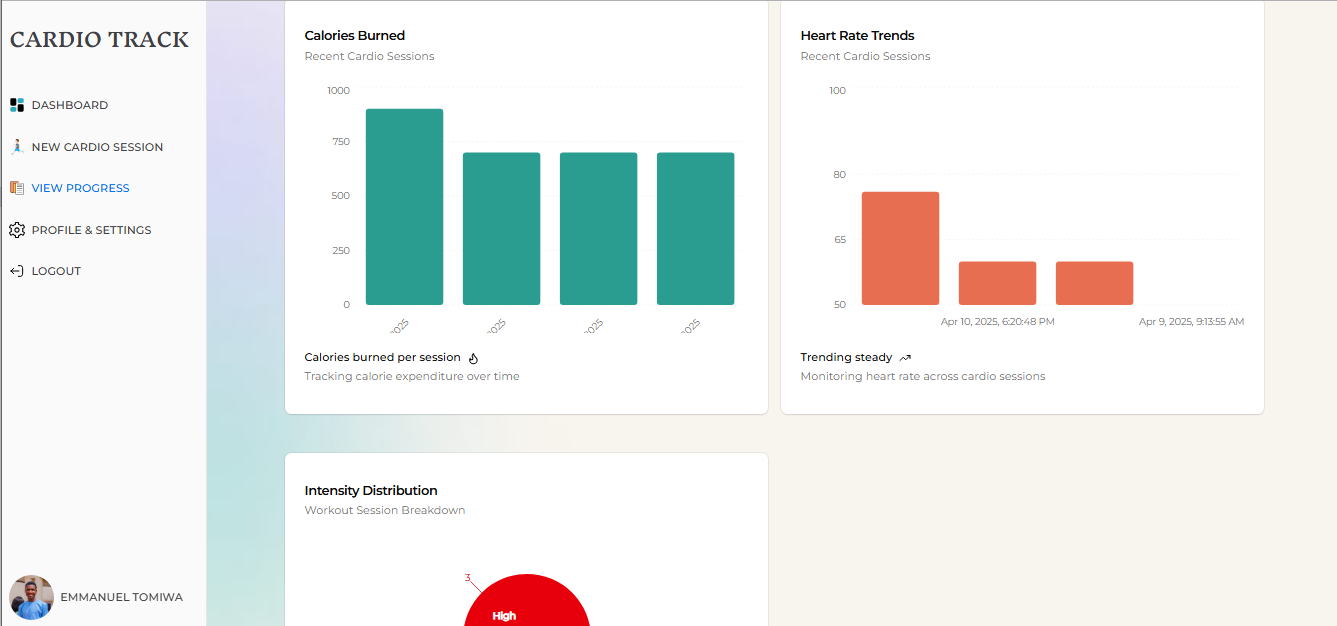 CARDIO TRACK
DASHBOARD
NEW CARDIO SESSION
VIEW PROGRESS
PROFILE & SETTINGS
LOGOUT
EMMANUEL TOMIWA
Calories Burned
Recent Cardio Sessions
1000
750
500
250
0
2025
2025
2025
2025
Calories burned per session
Tracking calorie expenditure over time
Heart Rate Trends
Recent Cardio Sessions
100
80
65
50
Apr 10, 2025, 6:20:48 PM
Apr 9, 2025, 9:13:55 AM
Trending steady
Monitoring heart rate across cardio sessions
Intensity Distribution
Workout Session Breakdown
3
High